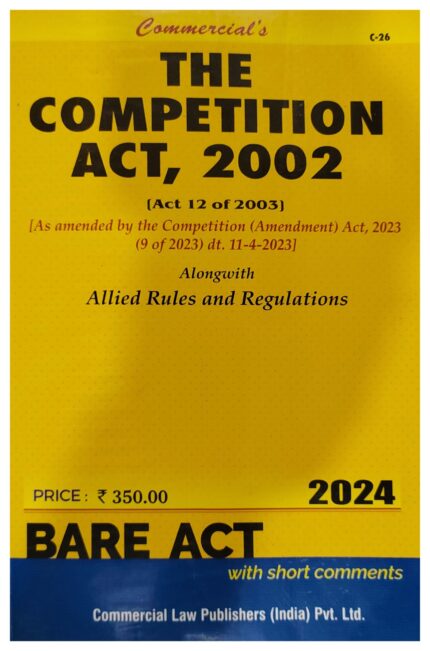 Commercial's
C-26
THE
COMPETITION
ACT, 2002
[Act 12 of 2003]
[As amended by the Competition (Amendment) Act, 2023
(9 of 2023) dt. 11-4-2023]
Alongwith
Allied Rules and Regulations
PRICE : ₹ 350.00
2024
BARE ACT
with short comments
Commercial Law Publishers (India) Pvt. Ltd.